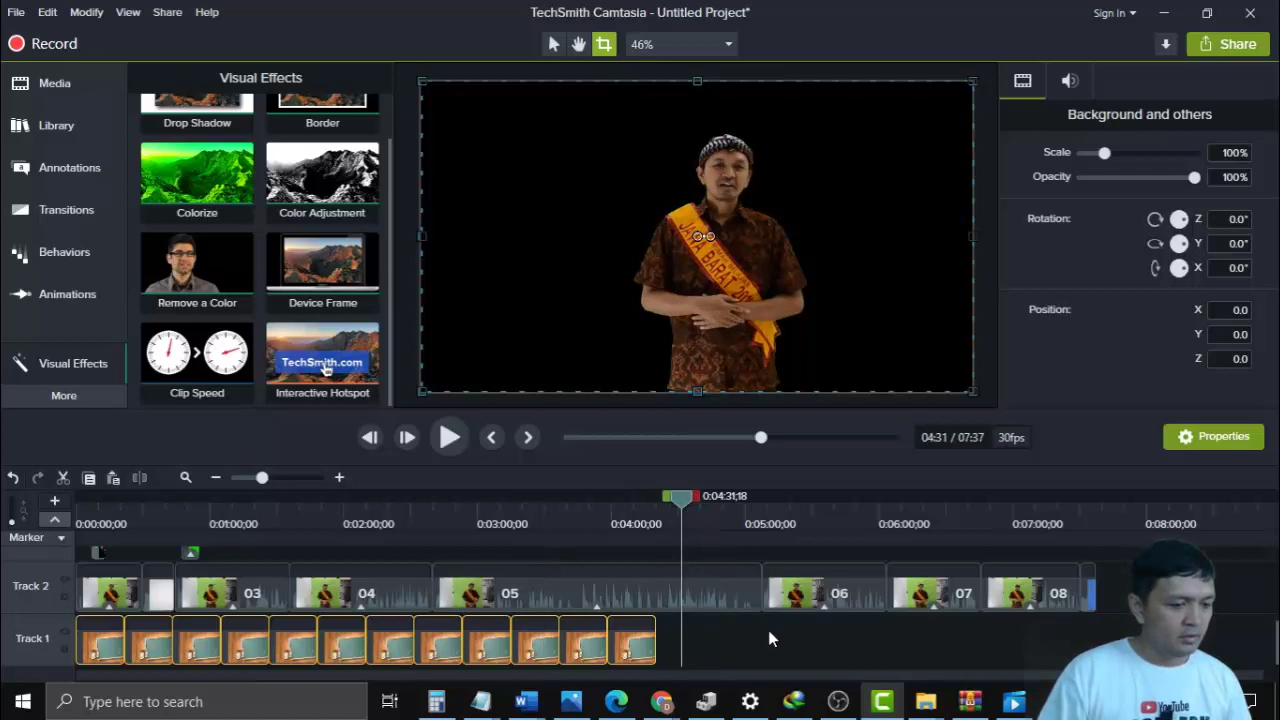 File Edit Modify View Share Help
TechSmith Camtasia - Untitled Project*
Sign In
Record
46%
Share
Media
Library
Annotations
Transitions
Behaviors
Animations
Visual Effects
More
Visual Effects
Drop Shadow
Border
Colorize
Color Adjustment
Remove a Color
Device Frame
TechSmith.com
Clip Speed
Interactive Hotspot
JAWA BARAT
Background and others
Scale 100%
Opacity 100%
Rotation: Z 0.0°
Y 0.0°
X 0.0°
Position: X 0.0
Y 0.0
Z 0.0
04:31 / 07:37 30fps
Properties
0:04:31;18
0:00:00;00 0:01:00;00 0:02:00;00 0:03:00;00 0:04:00;00 0:05:00;00 0:06:00;00 0:07:00;00 0:08:00;00
Marker
Track 2
03 04 05 06 07 08
Track 1
YouTube
Type here to search